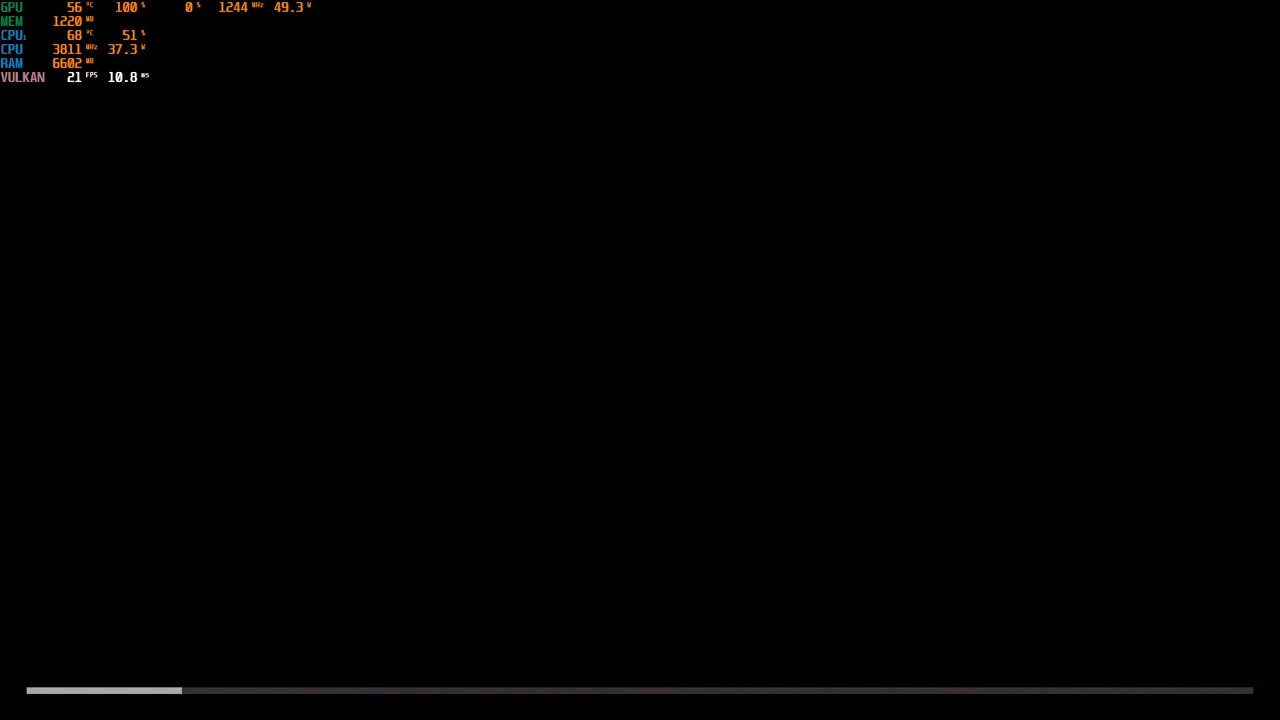 GPU 56 °C 100 % 0 % 1244 MHz 49.3 W
MEM 1220 MB
CPU1 68 °C 51 %
CPU 3811 MHz 37.3 W
RAM 6602 MB
VULKAN 21 FPS 10.8 ms